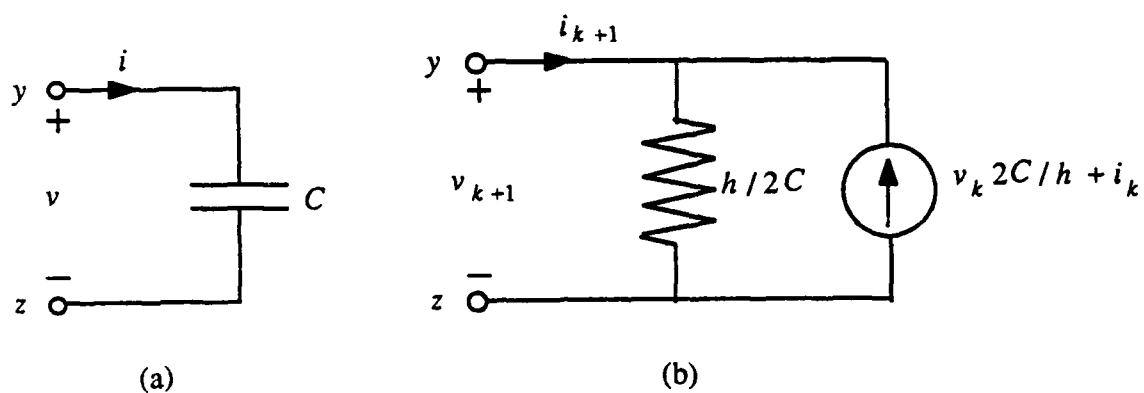 y
i
+
v
C
−
z
(a)
y
i_{k+1}
+
v_{k+1}
h/2C
v_k 2C/h + i_k
−
z
(b)